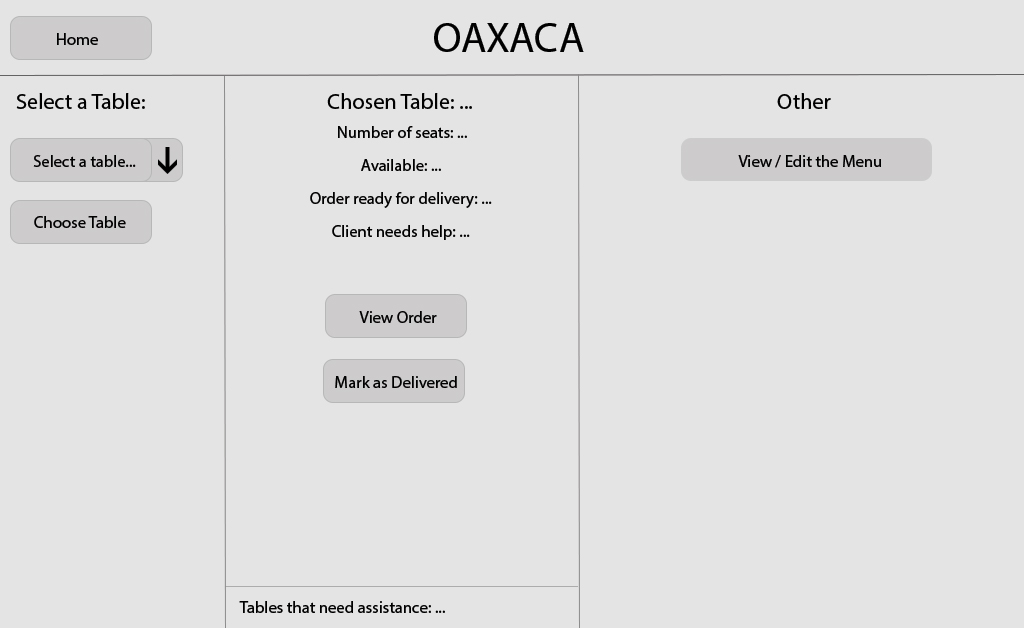 Home
OAXACA
Select a Table:
Select a table...
Choose Table
Chosen Table: ...
Number of seats: ...
Available: ...
Order ready for delivery: ...
Client needs help: ...
View Order
Mark as Delivered
Tables that need assistance: ...
Other
View / Edit the Menu